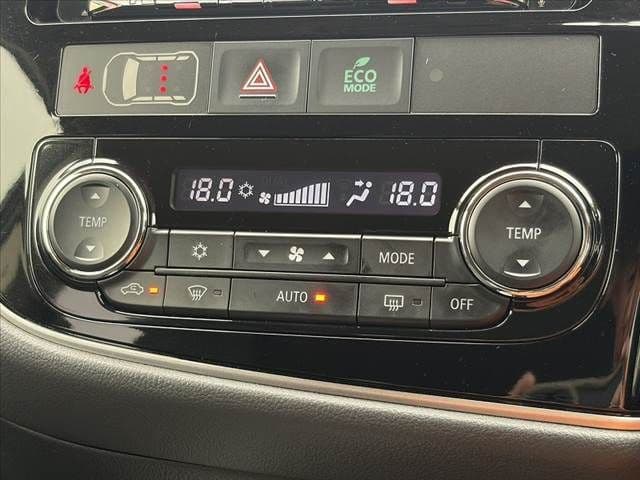 ECO
MODE
18.0 18.0
TEMP
TEMP
MODE
AUTO
OFF